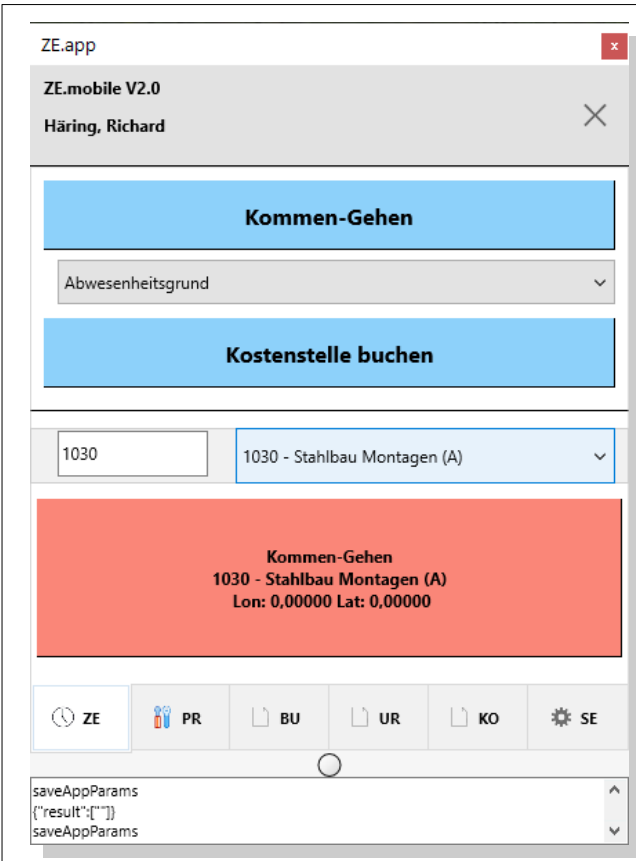 ZE.app
x
ZE.mobile V2.0
Häring, Richard
Kommen-Gehen
Abwesenheitsgrund
Kostenstelle buchen
1030
1030 - Stahlbau Montagen (A)
Kommen-Gehen
1030 - Stahlbau Montagen (A)
Lon: 0,00000 Lat: 0,00000
ZE PR BU UR KO SE
saveAppParams
{"result":[""]}
saveAppParams